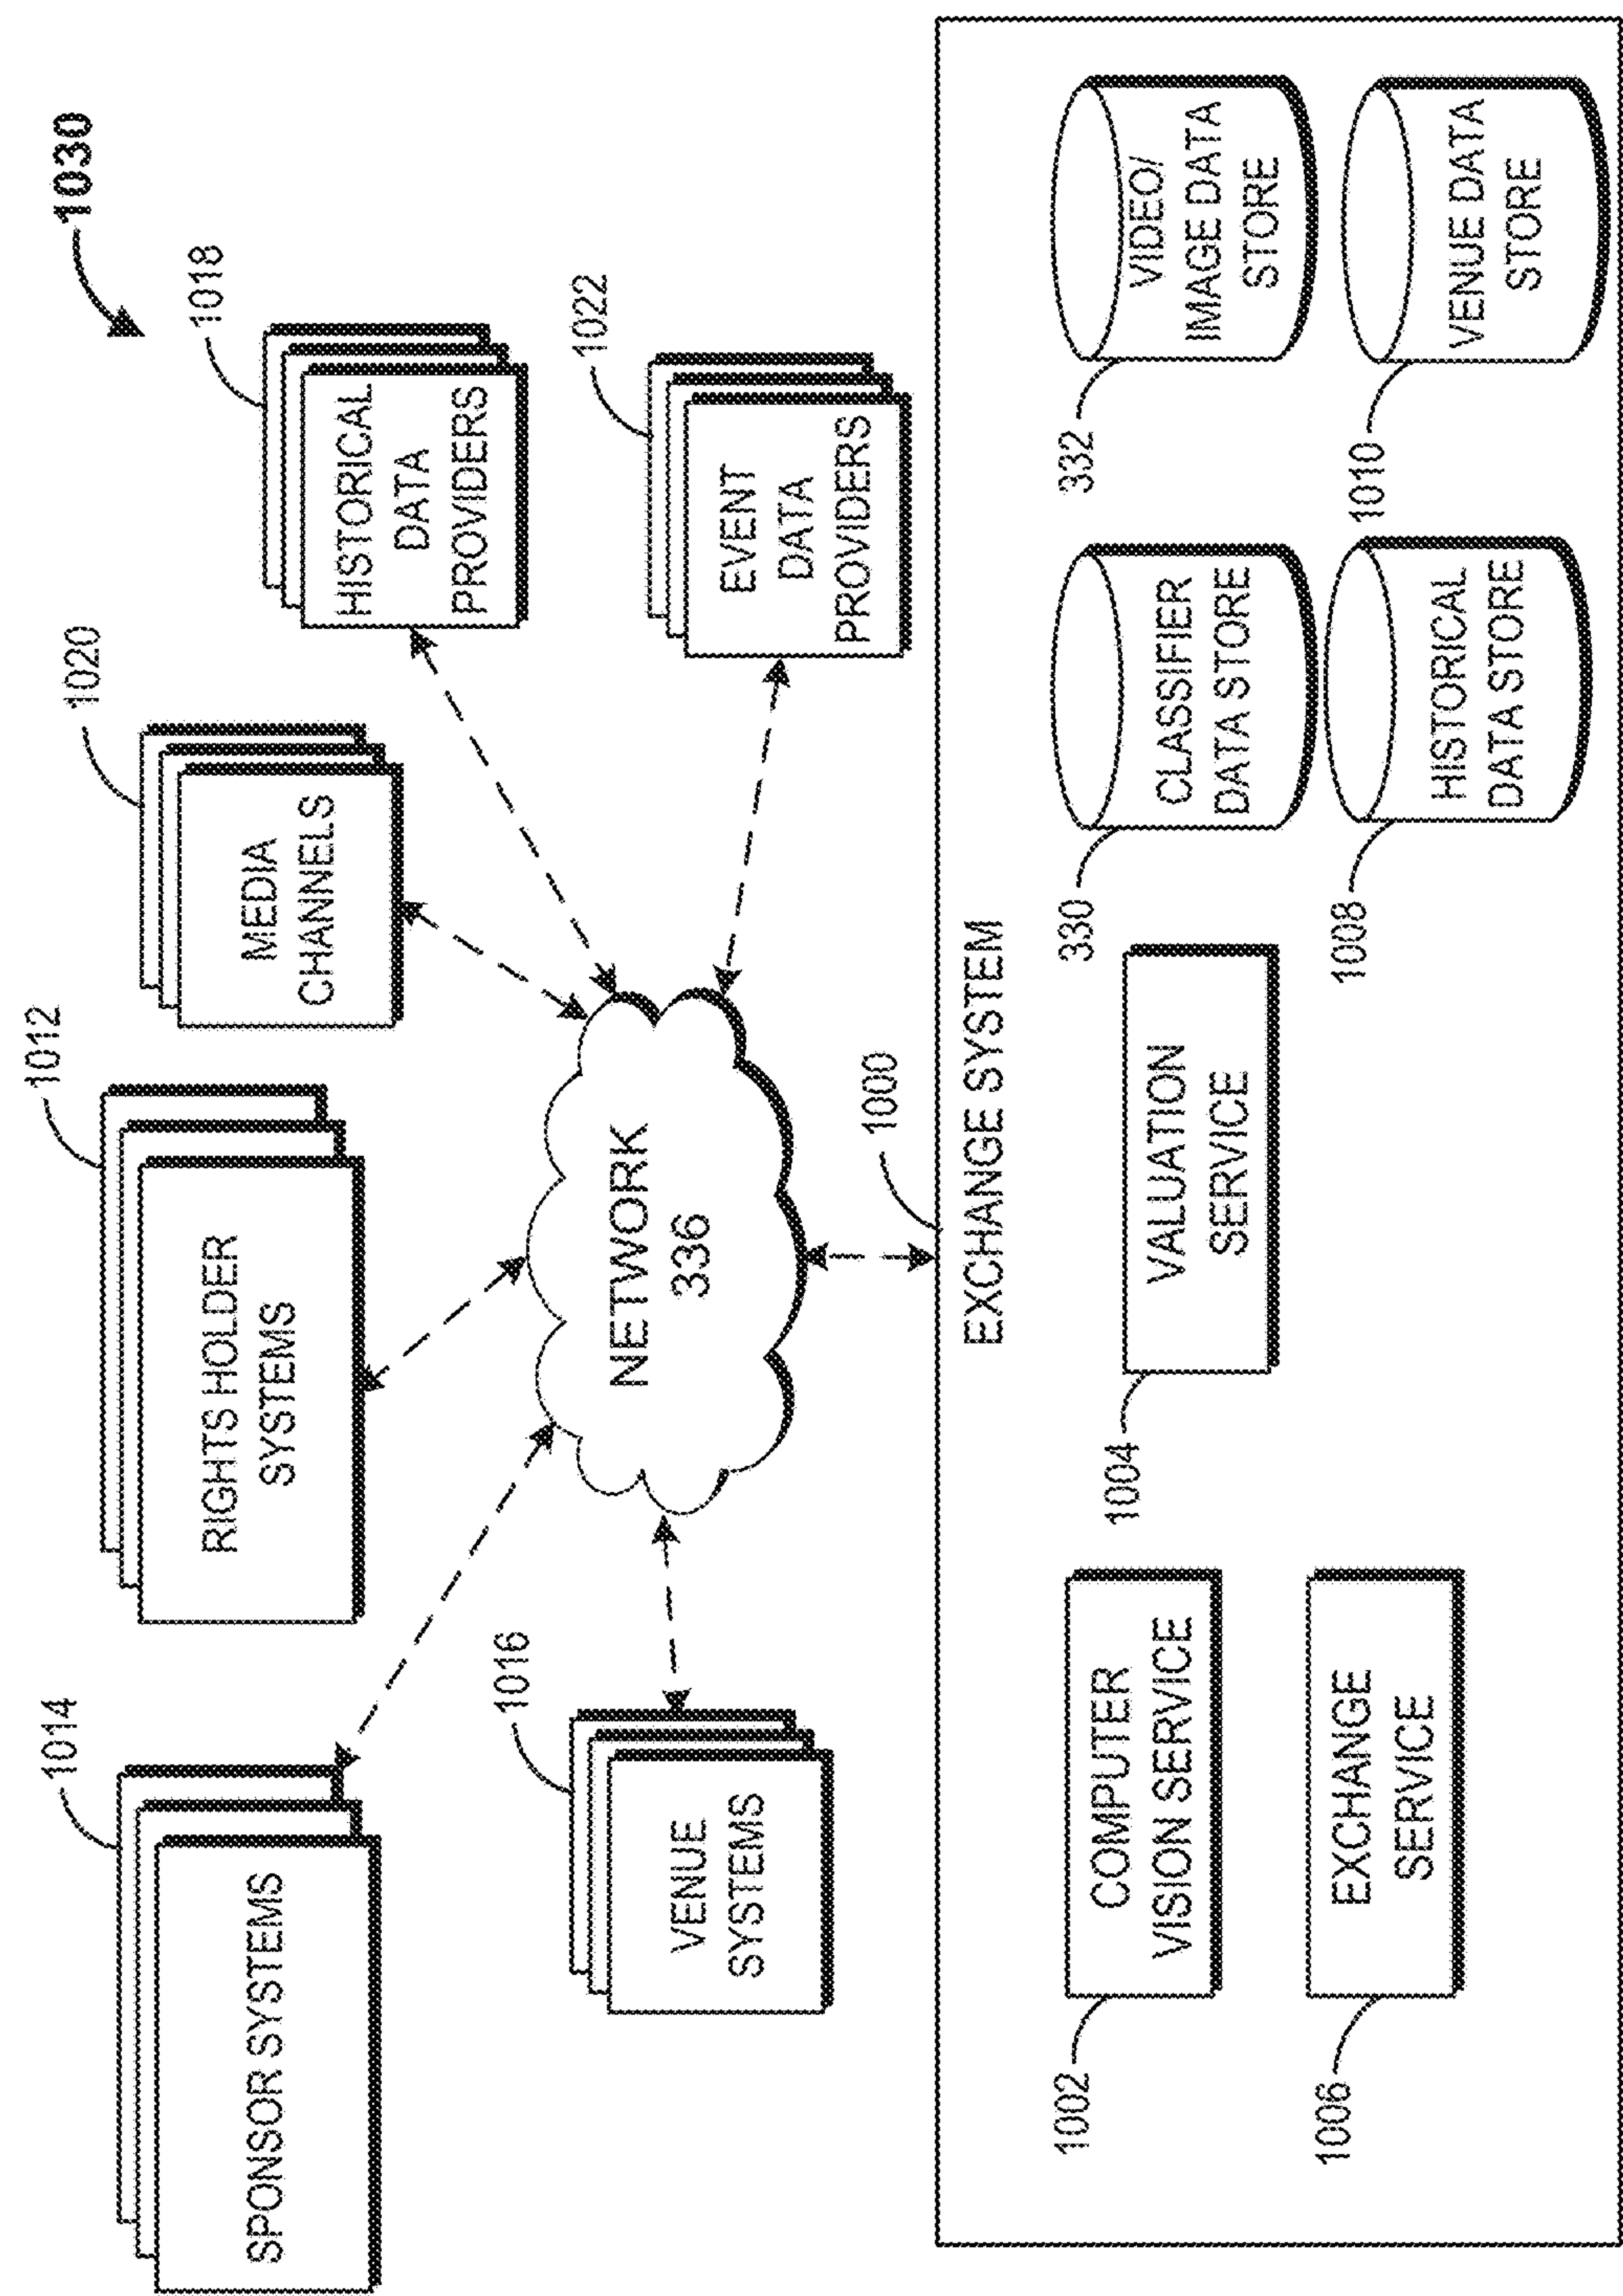 1030
1014
SPONSOR SYSTEMS
1012
RIGHTS HOLDER
SYSTEMS
1020
MEDIA
CHANNELS
1018
HISTORICAL
DATA
PROVIDERS
1016
VENUE
SYSTEMS
NETWORK
336
1022
EVENT
DATA
PROVIDERS
1000
EXCHANGE SYSTEM
1002
COMPUTER
VISION SERVICE
1004
VALUATION
SERVICE
330
CLASSIFIER
DATA STORE
332
VIDEO/
IMAGE DATA
STORE
1006
EXCHANGE
SERVICE
1008
HISTORICAL
DATA STORE
1010
VENUE DATA
STORE